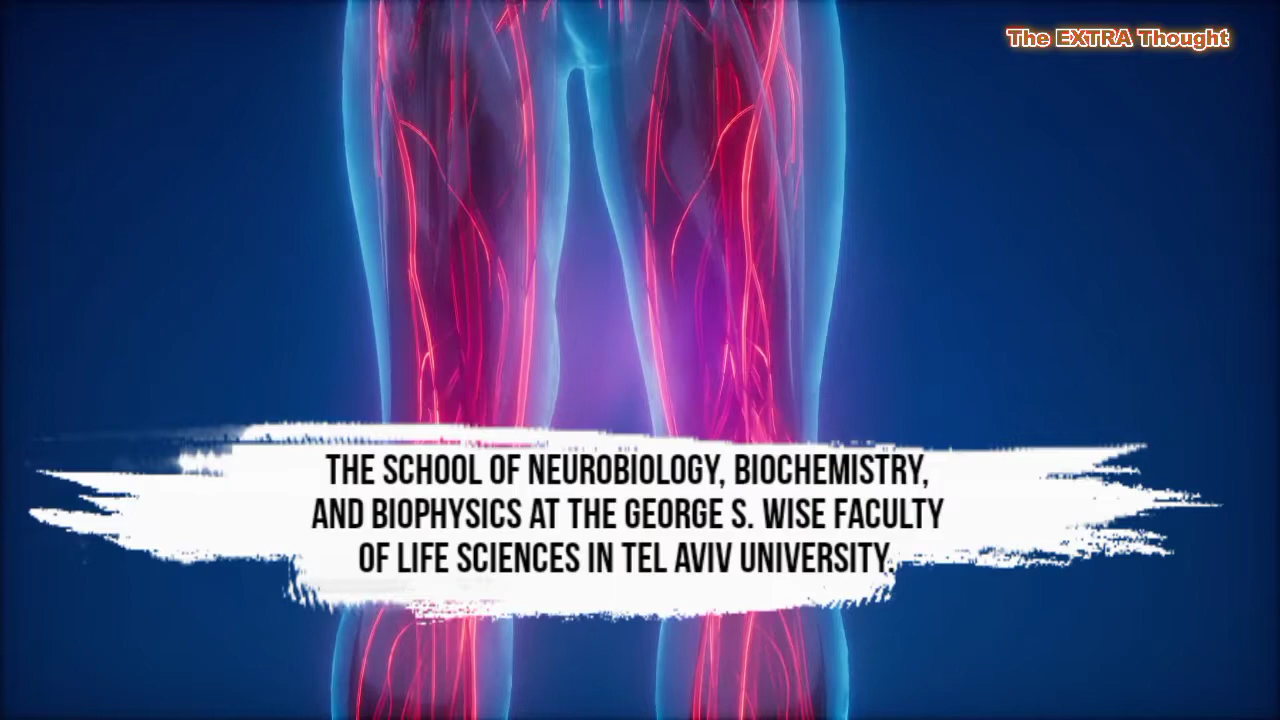 The EXTRA Thought
THE SCHOOL OF NEUROBIOLOGY, BIOCHEMISTRY,
AND BIOPHYSICS AT THE GEORGE S. WISE FACULTY
OF LIFE SCIENCES IN TEL AVIV UNIVERSITY.